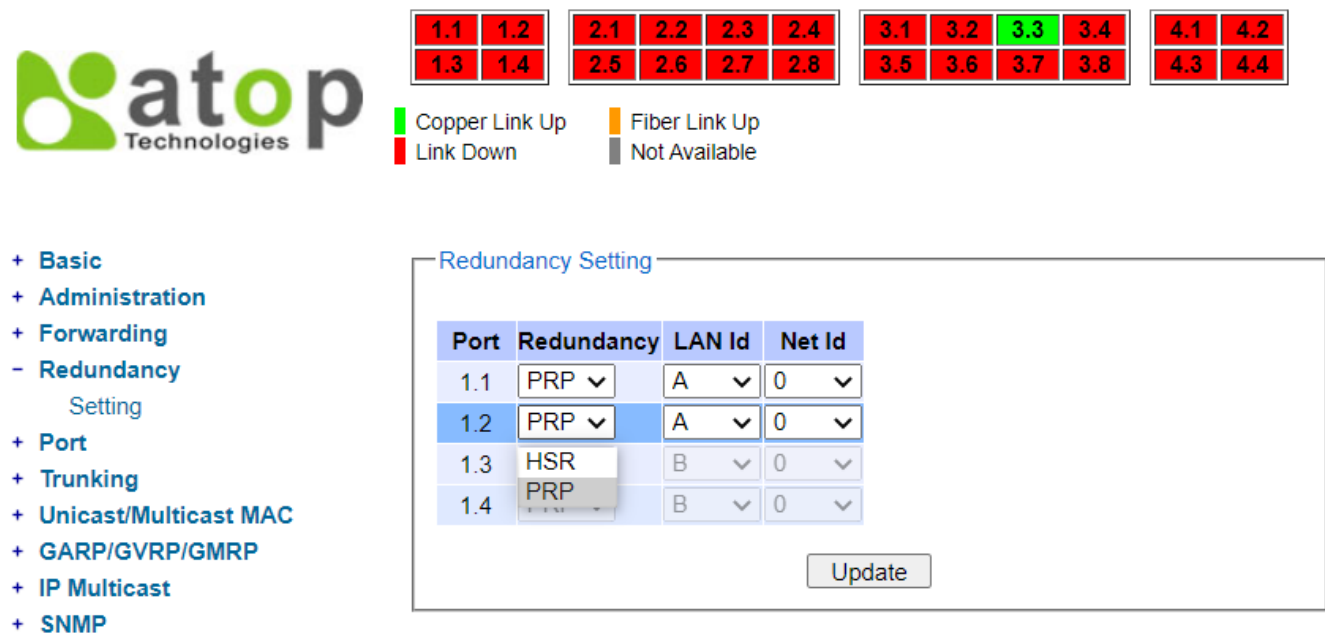 1.1 1.2 2.1 2.2 2.3 2.4 3.1 3.2 3.3 3.4 4.1 4.2
1.3 1.4 2.5 2.6 2.7 2.8 3.5 3.6 3.7 3.8 4.3 4.4
atop
Technologies
Copper Link Up Fiber Link Up
Link Down Not Available
+ Basic
+ Administration
+ Forwarding
- Redundancy
Setting
+ Port
+ Trunking
+ Unicast/Multicast MAC
+ GARP/GVRP/GMRP
+ IP Multicast
+ SNMP
Redundancy Setting
Port Redundancy LAN Id Net Id
1.1 PRP A 0
1.2 PRP A 0
1.3 B 0
HSR
PRP
1.4 B 0
Update